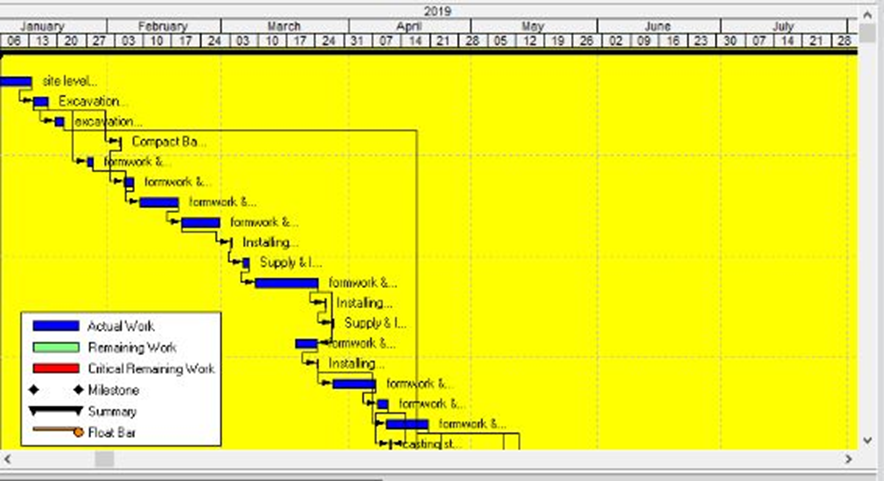 2019
January February March April May June July
06 13 20 27 03 10 17 24 03 10 17 24 31 07 14 21 28 05 12 19 26 02 09 16 23 30 07 14 21 28
site level...
Excavation...
excavation...
Compact Ba...
formwork &...
formwork &...
formwork &...
formwork &...
Installing...
Supply & I...
formwork &...
Installing...
Supply & I...
formwork &...
Installing...
formwork &...
formwork &...
formwork &...
casting st...
Actual Work
Remaining Work
Critical Remaining Work
Milestone
Summary
Float Bar